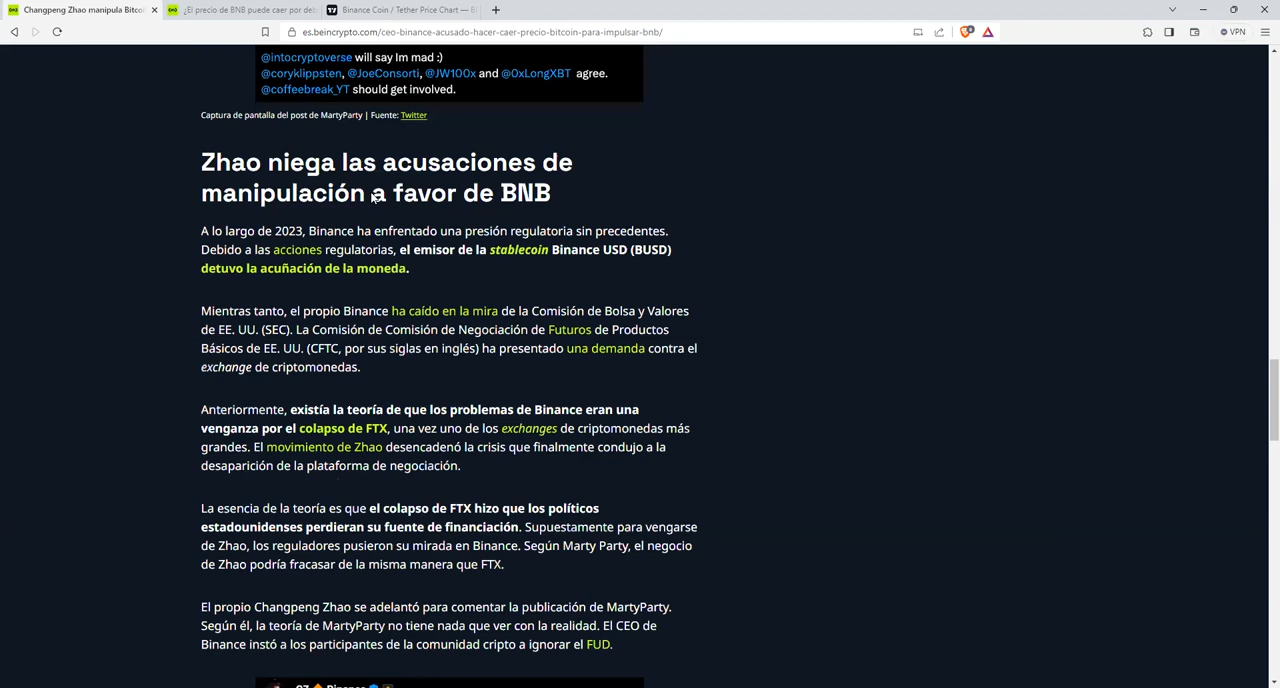 Changpeng Zhao manipula Bitcoi
¿El precio de BNB puede caer por deb
Binance Coin / Tether Price Chart — B
es.beincrypto.com/ceo-binance-acusado-hacer-caer-precio-bitcoin-para-impulsar-bnb/
VPN
@intocryptoverse will say Im mad :)
@coryklippsten, @JoeConsorti, @JW100x and @0xLongXBT agree.
@coffeebreak_YT should get involved.
Captura de pantalla del post de MartyParty | Fuente: Twitter
Zhao niega las acusaciones de
manipulación a favor de BNB
A lo largo de 2023, Binance ha enfrentado una presión regulatoria sin precedentes.
Debido a las acciones regulatorias, el emisor de la stablecoin Binance USD (BUSD)
detuvo la acuñación de la moneda.
Mientras tanto, el propio Binance ha caído en la mira de la Comisión de Bolsa y Valores
de EE. UU. (SEC). La Comisión de Comisión de Negociación de Futuros de Productos
Básicos de EE. UU. (CFTC, por sus siglas en inglés) ha presentado una demanda contra el
exchange de criptomonedas.
Anteriormente, existía la teoría de que los problemas de Binance eran una
venganza por el colapso de FTX, una vez uno de los exchanges de criptomonedas más
grandes. El movimiento de Zhao desencadenó la crisis que finalmente condujo a la
desaparición de la plataforma de negociación.
La esencia de la teoría es que el colapso de FTX hizo que los políticos
estadounidenses perdieran su fuente de financiación. Supuestamente para vengarse
de Zhao, los reguladores pusieron su mirada en Binance. Según Marty Party, el negocio
de Zhao podría fracasar de la misma manera que FTX.
El propio Changpeng Zhao se adelantó para comentar la publicación de MartyParty.
Según él, la teoría de MartyParty no tiene nada que ver con la realidad. El CEO de
Binance instó a los participantes de la comunidad cripto a ignorar el FUD.
CZ Binance